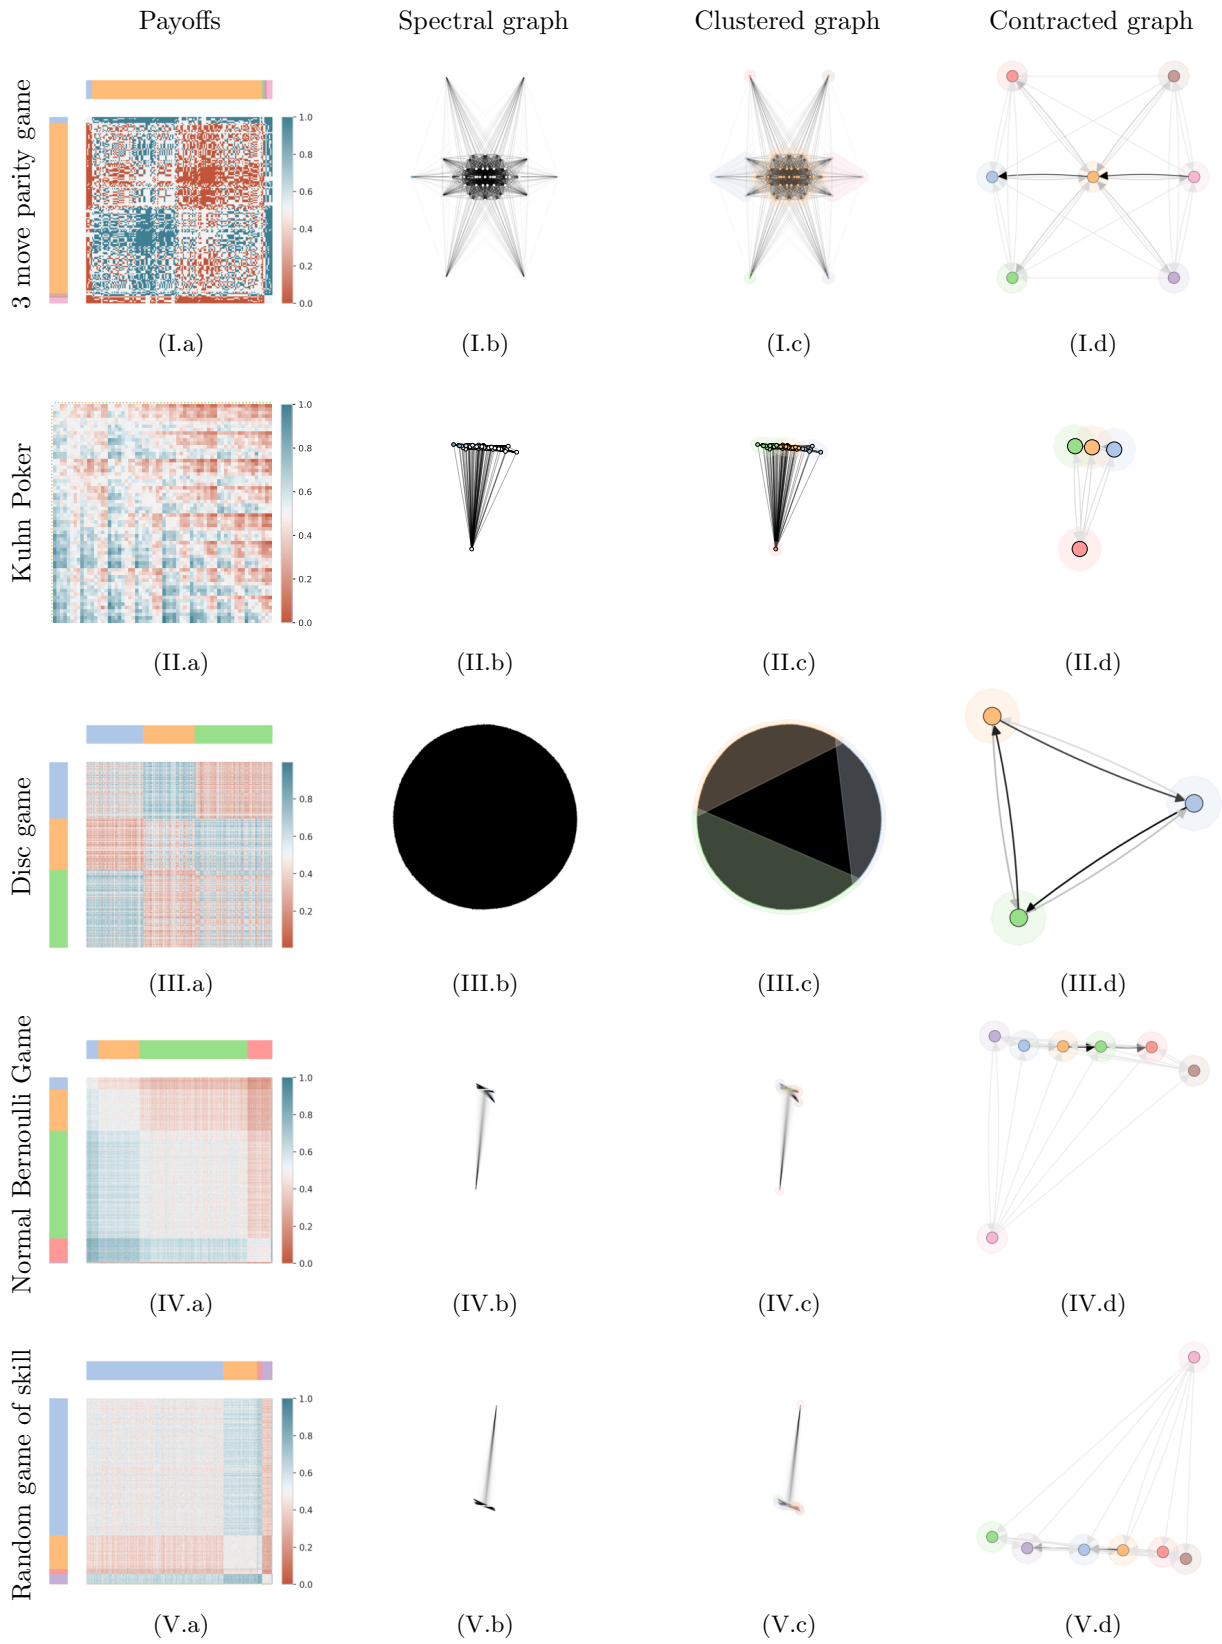 Payoffs Spectral graph Clustered graph Contracted graph
3 move parity game
1.0
0.8
0.6
0.4
0.2
0.0
(I.a) (I.b) (I.c) (I.d)
Kuhn Poker
1.0
0.8
0.6
0.4
0.2
0.0
(II.a) (II.b) (II.c) (II.d)
Disc game
0.8
0.6
0.4
0.2
(III.a) (III.b) (III.c) (III.d)
Normal Bernoulli Game
1.0
0.8
0.6
0.4
0.2
0.0
(IV.a) (IV.b) (IV.c) (IV.d)
Random game of skill
1.0
0.8
0.6
0.4
0.2
0.0
(V.a) (V.b) (V.c) (V.d)